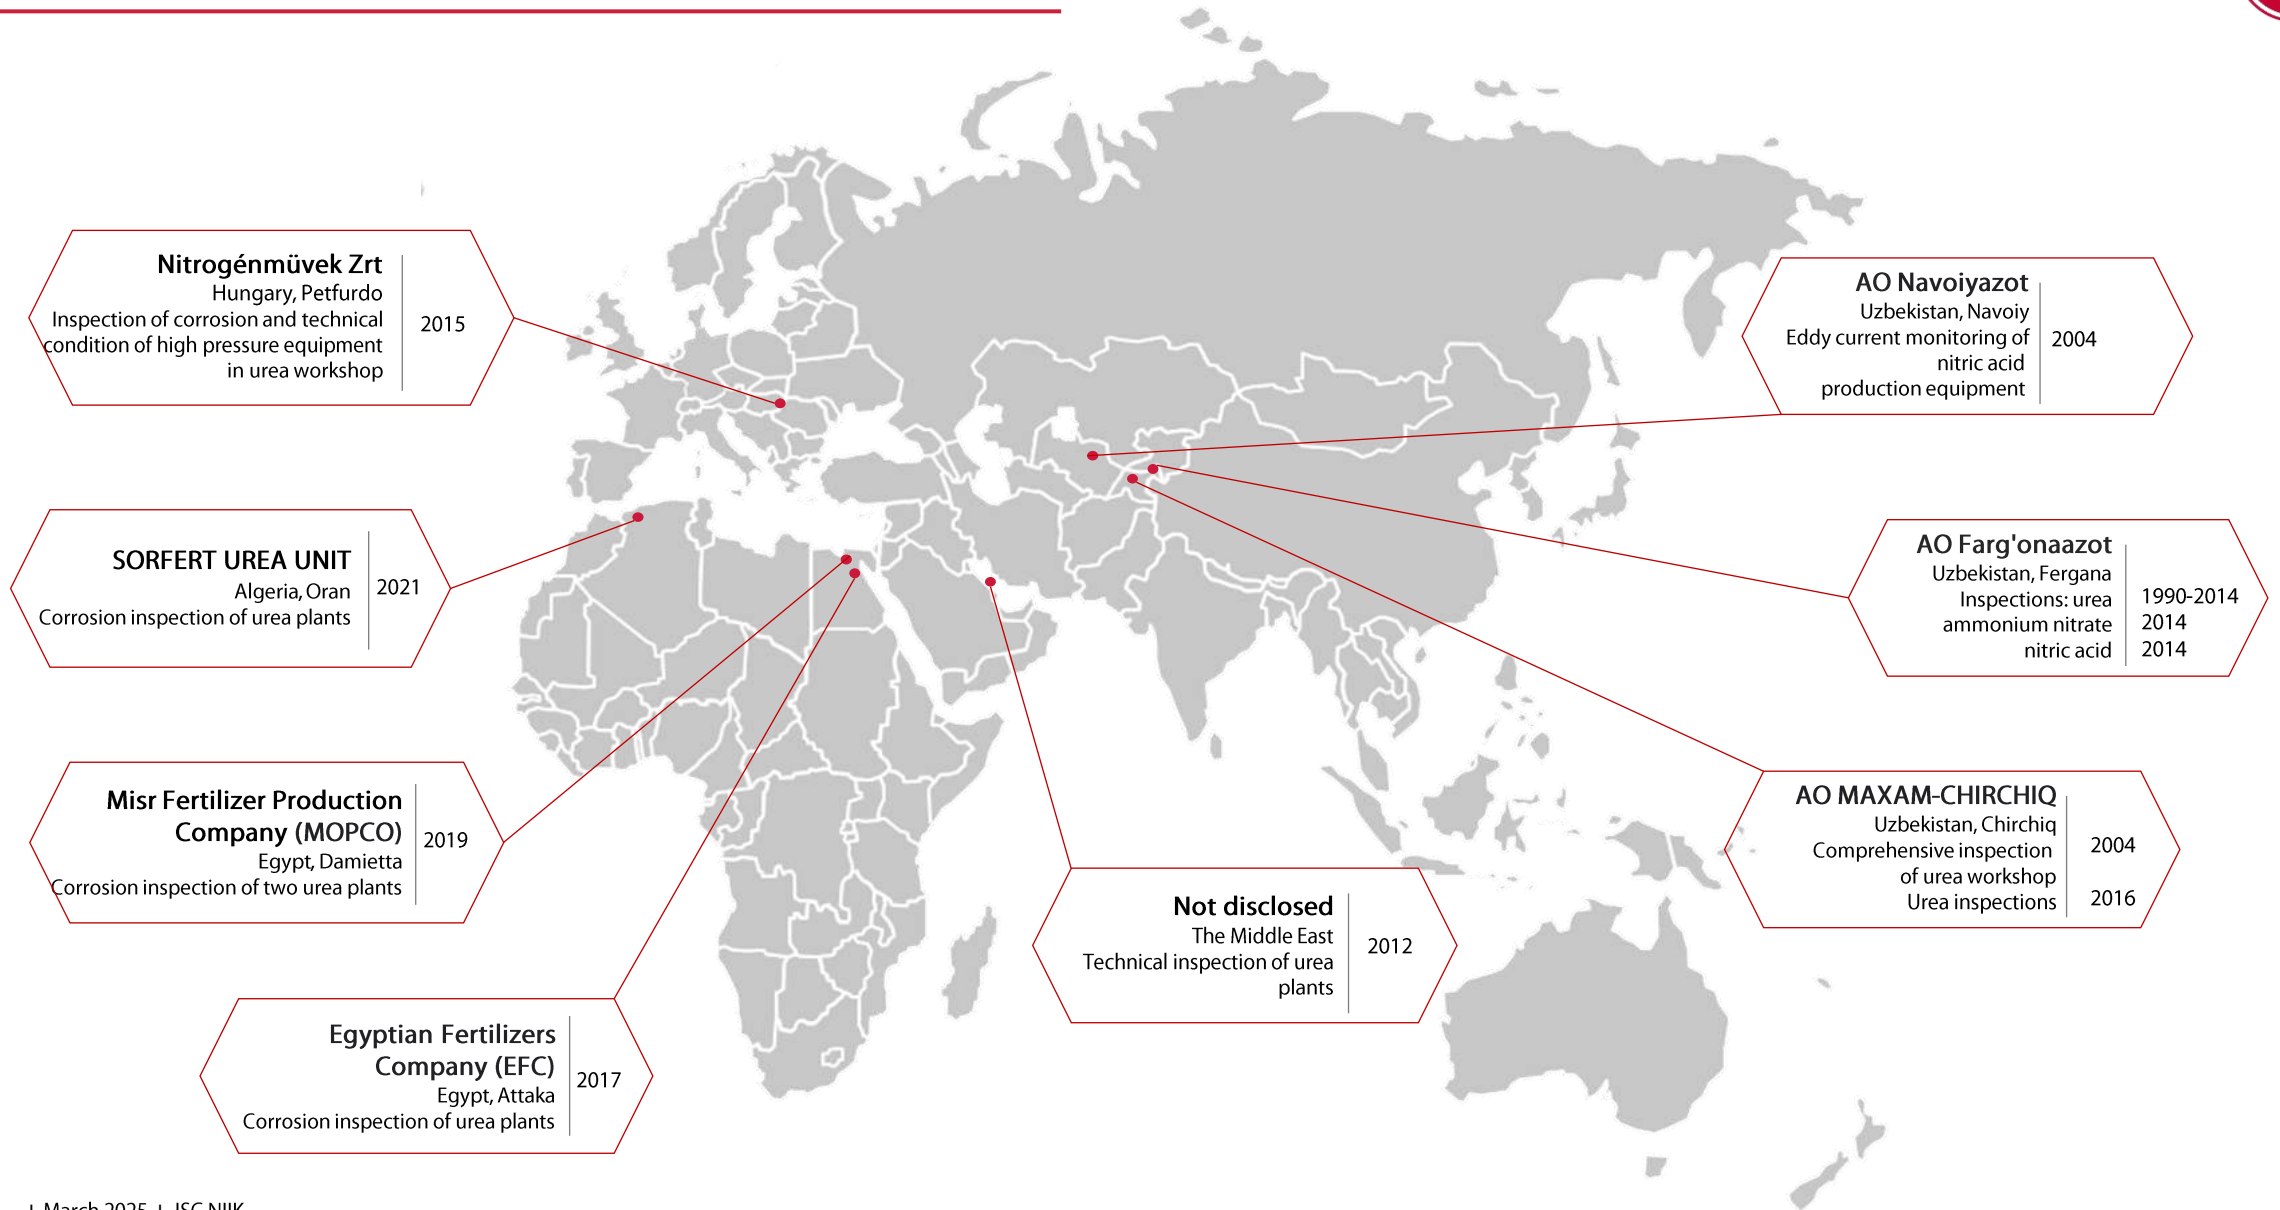 Nitrogénmüvek Zrt
Hungary, Petfurdo
Inspection of corrosion and technical
condition of high pressure equipment
in urea workshop
2015
SORFERT UREA UNIT
Algeria, Oran
Corrosion inspection of urea plants
2021
Misr Fertilizer Production
Company (MOPCO)
Egypt, Damietta
Corrosion inspection of two urea plants
2019
Egyptian Fertilizers
Company (EFC)
Egypt, Attaka
Corrosion inspection of urea plants
2017
Not disclosed
The Middle East
Technical inspection of urea
plants
2012
AO Navoiyazot
Uzbekistan, Navoiy
Eddy current monitoring of
nitric acid
production equipment
2004
AO Farg'onaazot
Uzbekistan, Fergana
Inspections: urea 1990-2014
ammonium nitrate 2014
nitric acid 2014
AO MAXAM-CHIRCHIQ
Uzbekistan, Chirchiq
Comprehensive inspection 2004
of urea workshop
Urea inspections 2016
March 2025 JSC NIIK